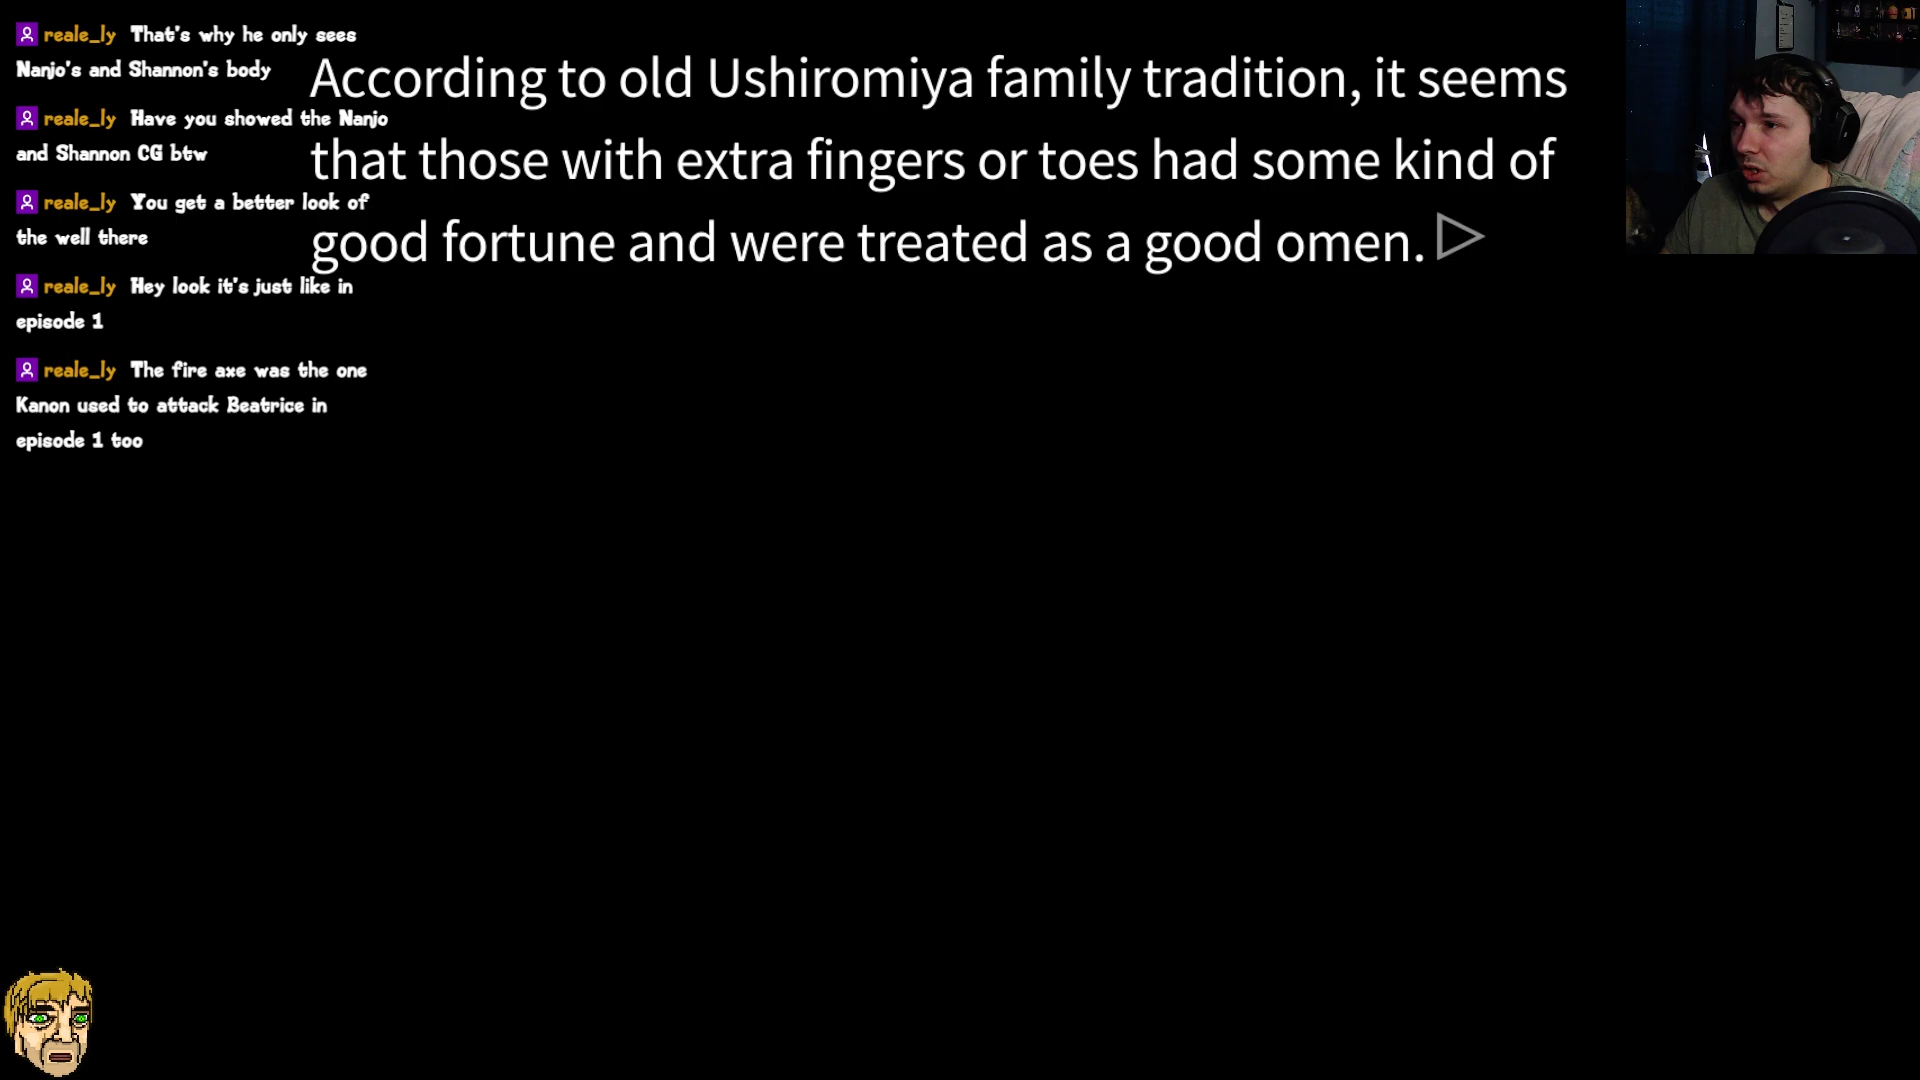 reale_ly That's why he only sees
Nanjo's and Shannon's body
reale_ly Have you showed the Nanjo
and Shannon CG btw
reale_ly You get a better look of
the well there
reale_ly Hey look it's just like in
episode 1
reale_ly The fire axe was the one
Kanon used to attack Beatrice in
episode 1 too
According to old Ushiromiya family tradition, it seems
that those with extra fingers or toes had some kind of
good fortune and were treated as a good omen.